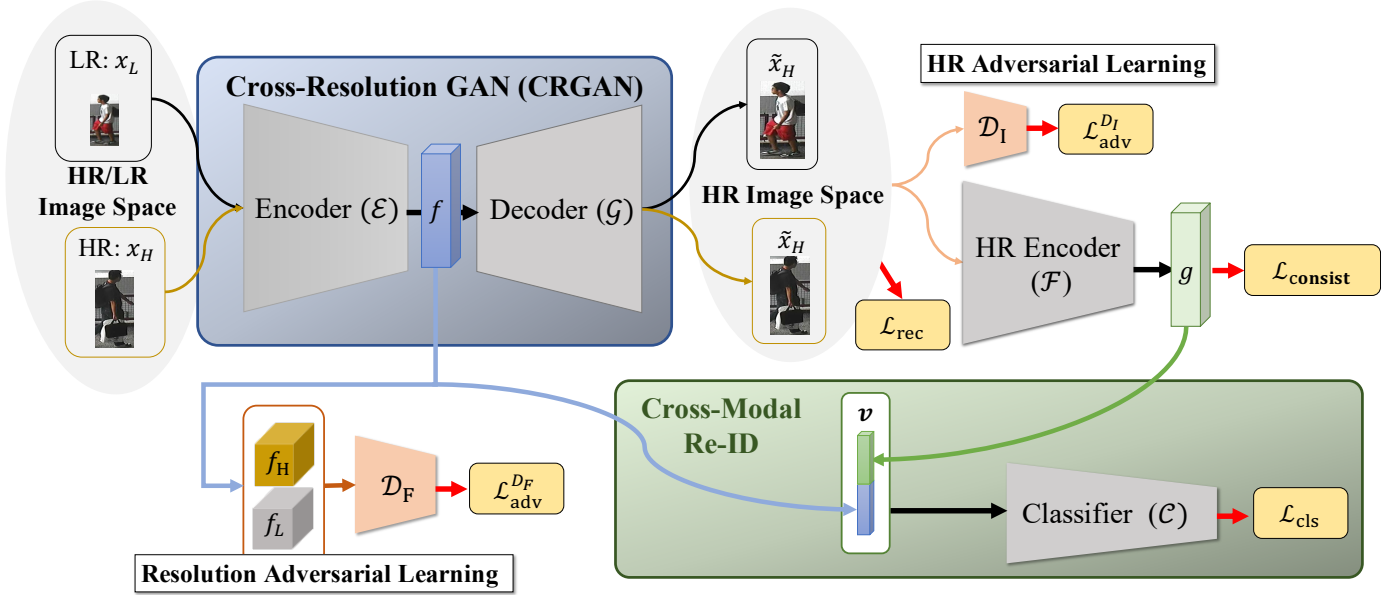 LR: x_L
HR/LR
Image Space
HR: x_H
Cross-Resolution GAN (CRGAN)
Encoder (ℰ)
f
Decoder (𝒢)
x̃_H
HR Image Space
x̃_H
HR Adversarial Learning
𝒟_I
ℒ_adv^{D_I}
HR Encoder
(ℱ)
g
ℒ_consist
ℒ_rec
f_H
f_L
𝒟_F
ℒ_adv^{D_F}
Resolution Adversarial Learning
Cross-Modal
Re-ID
v
Classifier (𝒞)
ℒ_cls